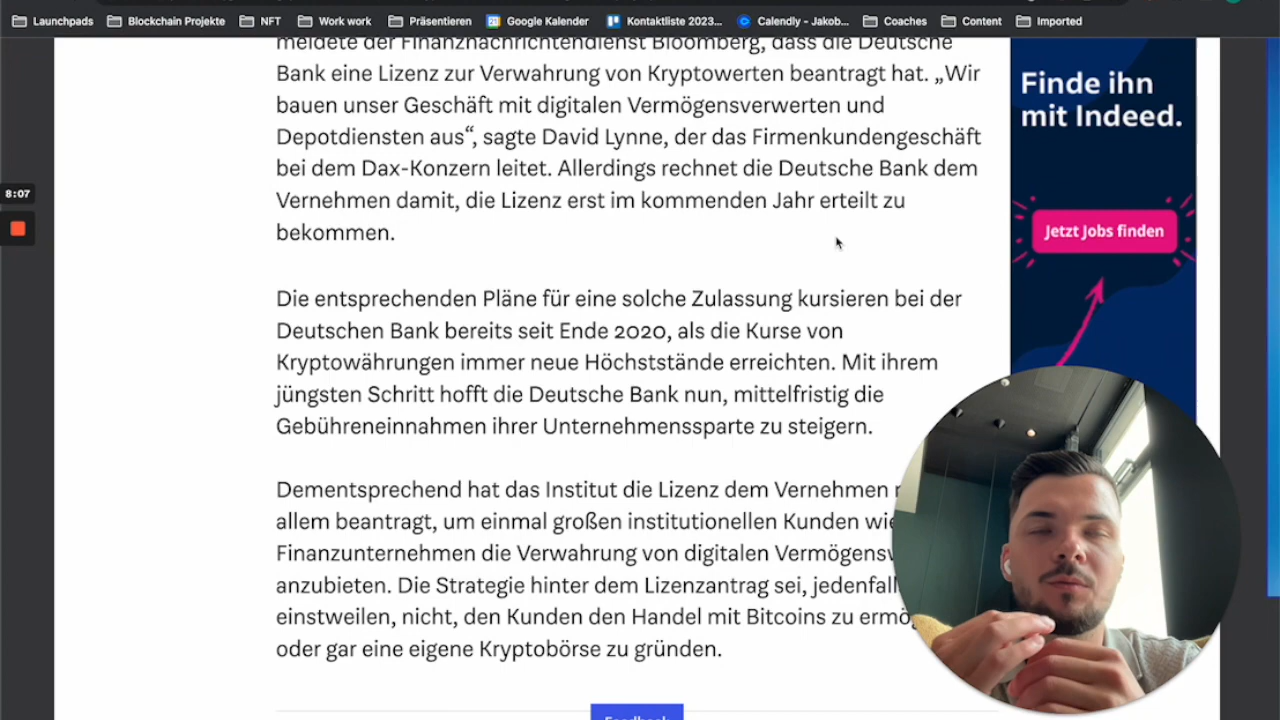 Launchpads Blockchain Projekte NFT Work work Präsentieren Google Kalender Kontaktliste 2023... Calendly - Jakob... Coaches Content Imported
meldete der Finanznachrichtendienst Bloomberg, dass die Deutsche
Bank eine Lizenz zur Verwahrung von Kryptowerten beantragt hat. „Wir
bauen unser Geschäft mit digitalen Vermögensverwerten und
Depotdiensten aus“, sagte David Lynne, der das Firmenkundengeschäft
bei dem Dax-Konzern leitet. Allerdings rechnet die Deutsche Bank dem
Vernehmen damit, die Lizenz erst im kommenden Jahr erteilt zu
bekommen.
Die entsprechenden Pläne für eine solche Zulassung kursieren bei der
Deutschen Bank bereits seit Ende 2020, als die Kurse von
Kryptowährungen immer neue Höchststände erreichten. Mit ihrem
jüngsten Schritt hofft die Deutsche Bank nun, mittelfristig die
Gebühreneinnahmen ihrer Unternehmenssparte zu steigern.
Dementsprechend hat das Institut die Lizenz dem Vernehmen
allem beantragt, um einmal großen institutionellen Kunden wie
Finanzunternehmen die Verwahrung von digitalen
anzubieten. Die Strategie hinter dem Lizenzantrag sei,
einstweilen, nicht, den Kunden den Handel mit Bitcoins zu
oder gar eine eigene Kryptobörse zu gründen.
Finde ihn
mit Indeed.
Jetzt Jobs finden
8:07